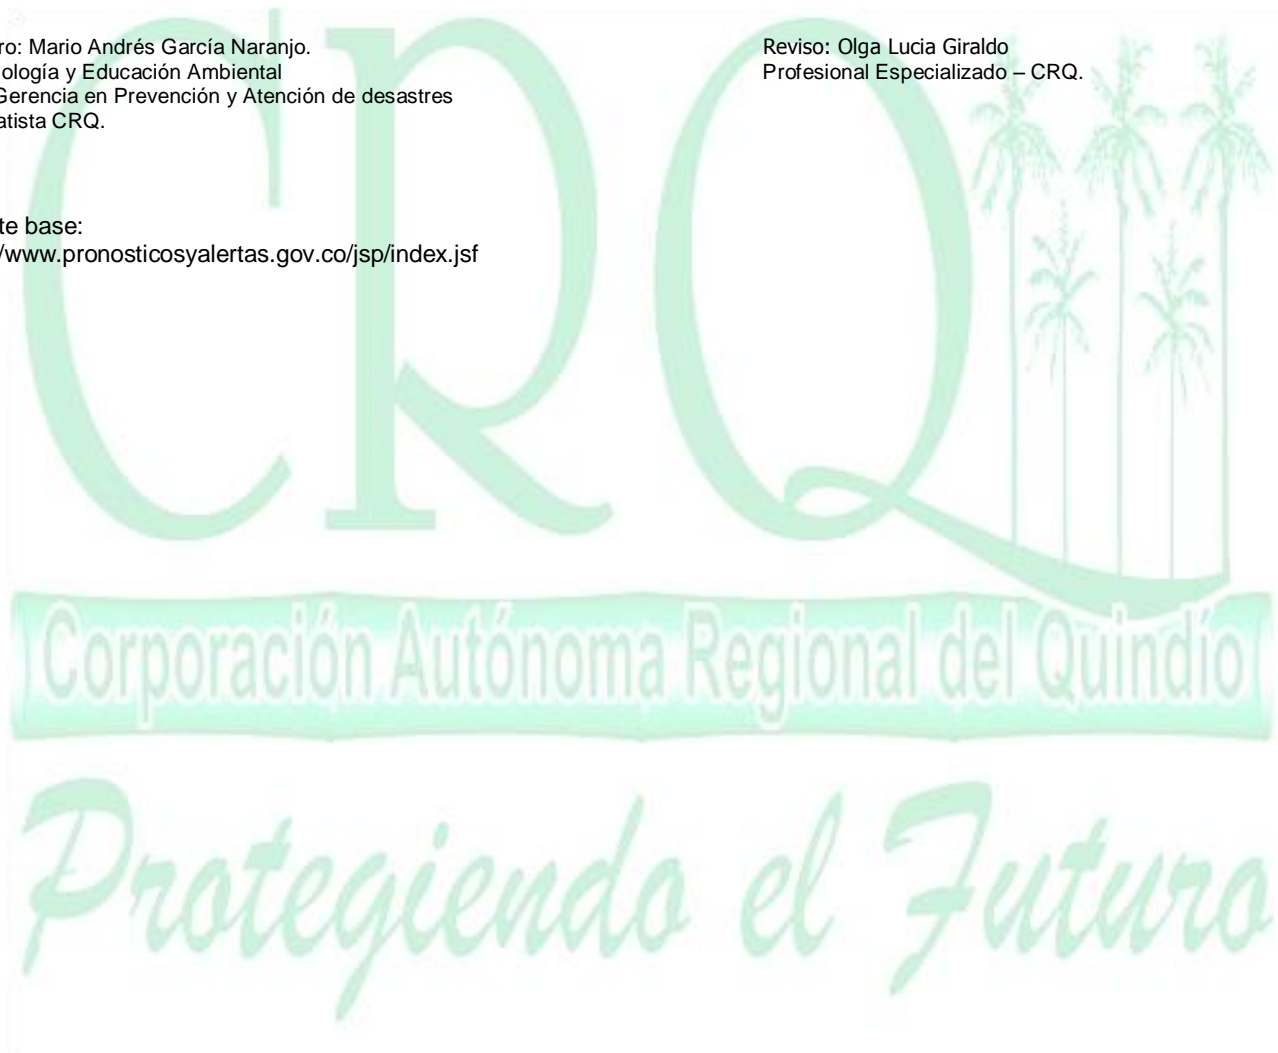 ro: Mario Andrés García Naranjo.
ología y Educación Ambiental
Gerencia en Prevención y Atención de desastres
atista CRQ.
Reviso: Olga Lucia Giraldo
Profesional Especializado – CRQ.
te base:
/www.pronosticosyalertas.gov.co/jsp/index.jsf
CRQ
Corporación Autónoma Regional del Quindío
Protegiendo el Futuro